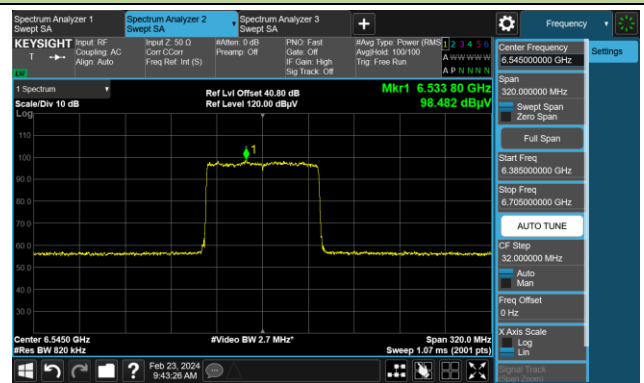 Spectrum Analyzer 1
Swept SA
Spectrum Analyzer 2
Swept SA
Spectrum Analyzer 3
Swept SA
+
Frequency
KEYSIGHT
T
LW
Input: RF
Coupling: AC
Align: Auto
Input Z: 50 Ω
Corr CCorr
Freq Ref: Int (S)
#Atten: 0 dB
Preamp: Off
PNO: Fast
Gate: Off
IF Gain: High
Sig Track: Off
#Avg Type: Power (RMS
Avg|Hold: 100/100
Trig: Free Run
1 2 3 4 5 6
A W W W W W
A P N N N N
1 Spectrum
Scale/Div 10 dB
Log
Ref Lvl Offset 40.80 dB
Ref Level 120.00 dBµV
Mkr1 6.533 80 GHz
98.482 dBµV
1
110
100
90.0
80.0
70.0
60.0
50.0
40.0
30.0
Center 6.5450 GHz
#Res BW 820 kHz
#Video BW 2.7 MHz*
Span 320.0 MHz
Sweep 1.07 ms (2001 pts)
Center Frequency
6.545000000 GHz
Settings
Span
320.000000 MHz
Swept Span
Zero Span
Full Span
Start Freq
6.385000000 GHz
Stop Freq
6.705000000 GHz
AUTO TUNE
CF Step
32.000000 MHz
Auto
Man
Freq Offset
0 Hz
X Axis Scale
Log
Lin
Signal Track
(Span Zoom)
?
Feb 23, 2024
9:43:26 AM